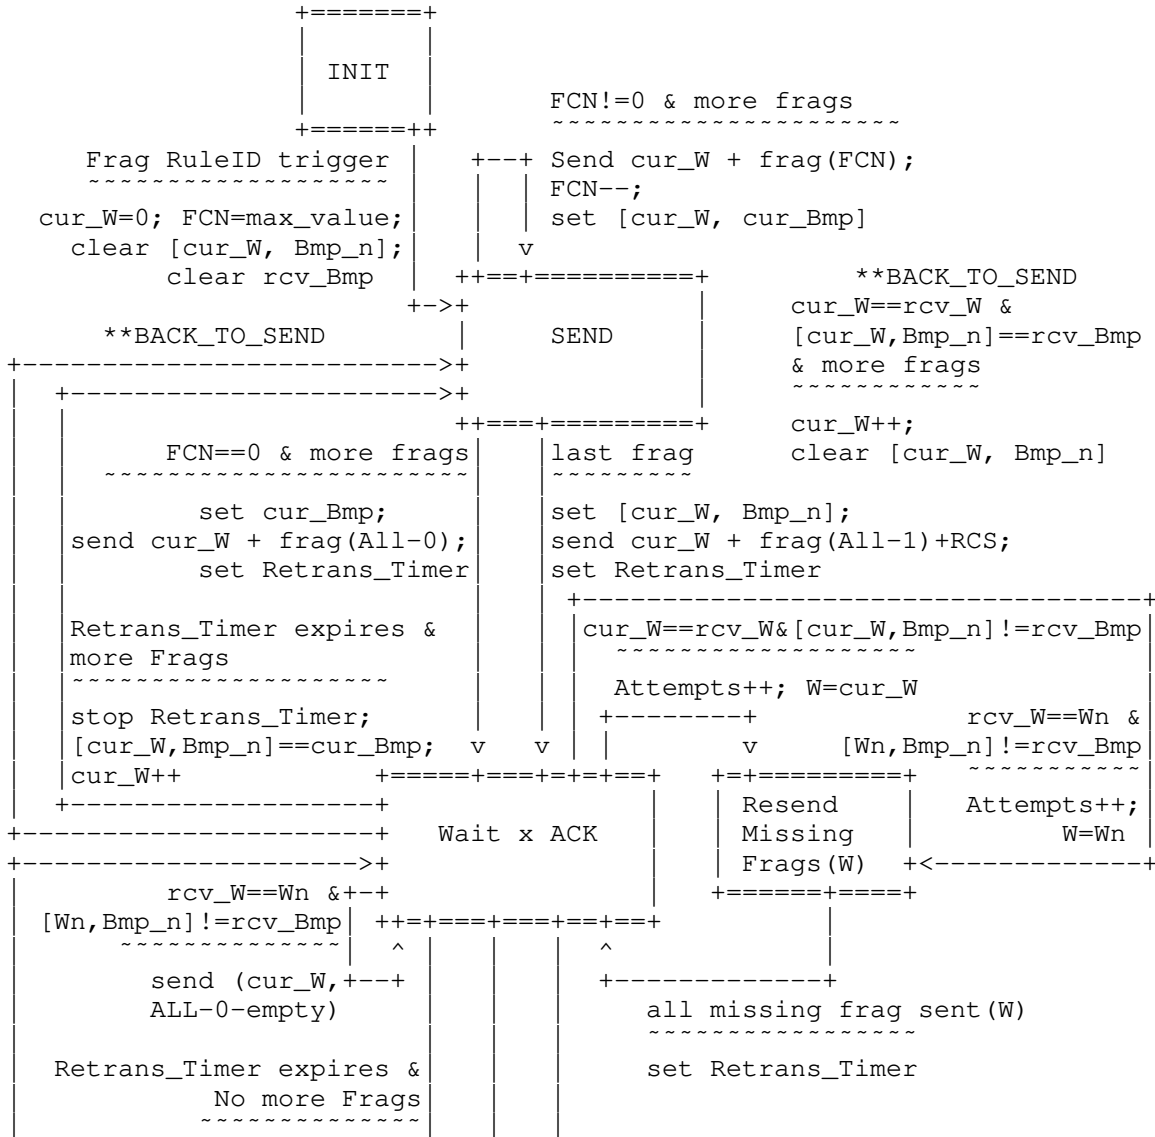 INIT
FCN!=0 & more frags
Frag RuleID trigger    Send cur_W + frag(FCN);
FCN--;
cur_W=0; FCN=max_value;    set [cur_W, cur_Bmp]
clear [cur_W, Bmp_n];
clear rcv_Bmp    **BACK_TO_SEND
cur_W==rcv_W &
**BACK_TO_SEND    SEND    [cur_W,Bmp_n]==rcv_Bmp
& more frags
cur_W++;
FCN==0 & more frags    last frag    clear [cur_W, Bmp_n]
set cur_Bmp;    set [cur_W, Bmp_n];
send cur_W + frag(All-0);    send cur_W + frag(All-1)+RCS;
set Retrans_Timer    set Retrans_Timer
Retrans_Timer expires &    cur_W==rcv_W&[cur_W,Bmp_n]!=rcv_Bmp
more Frags
Attempts++; W=cur_W
stop Retrans_Timer;    rcv_W==Wn &
[cur_W,Bmp_n]==cur_Bmp;    [Wn,Bmp_n]!=rcv_Bmp
cur_W++
Resend    Attempts++;
Wait x ACK    Missing    W=Wn
Frags(W)
rcv_W==Wn &
[Wn,Bmp_n]!=rcv_Bmp
send (cur_W,
ALL-0-empty)    all missing frag sent(W)
Retrans_Timer expires &    set Retrans_Timer
No more Frags